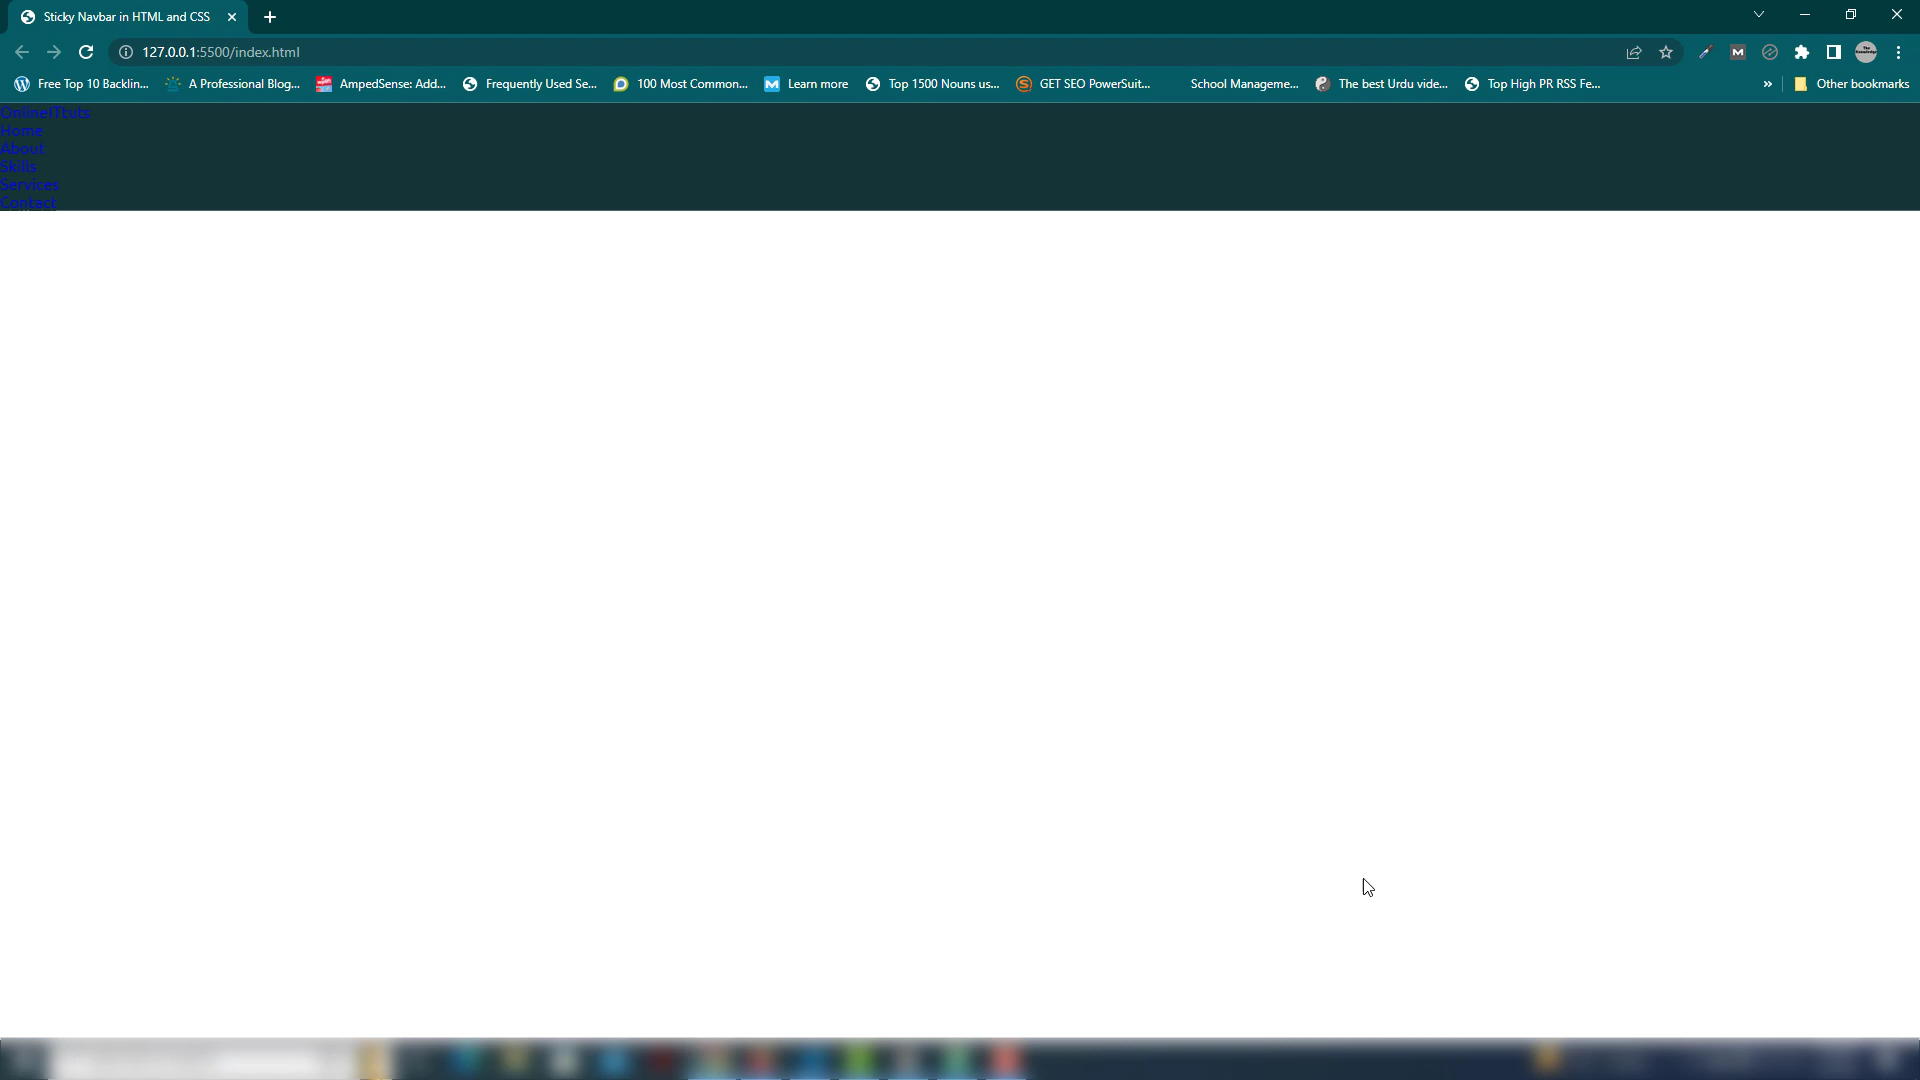 Sticky Navbar in HTML and CSS
127.0.0.1:5500/index.html
Free Top 10 Backlin... A Professional Blog... AmpedSense: Add... Frequently Used Se... 100 Most Common... Learn more Top 1500 Nouns us... GET SEO PowerSuit... School Manageme... The best Urdu vide... Top High PR RSS Fe... » Other bookmarks
OnlineITtuts
Home
About
Skills
Services
Contact